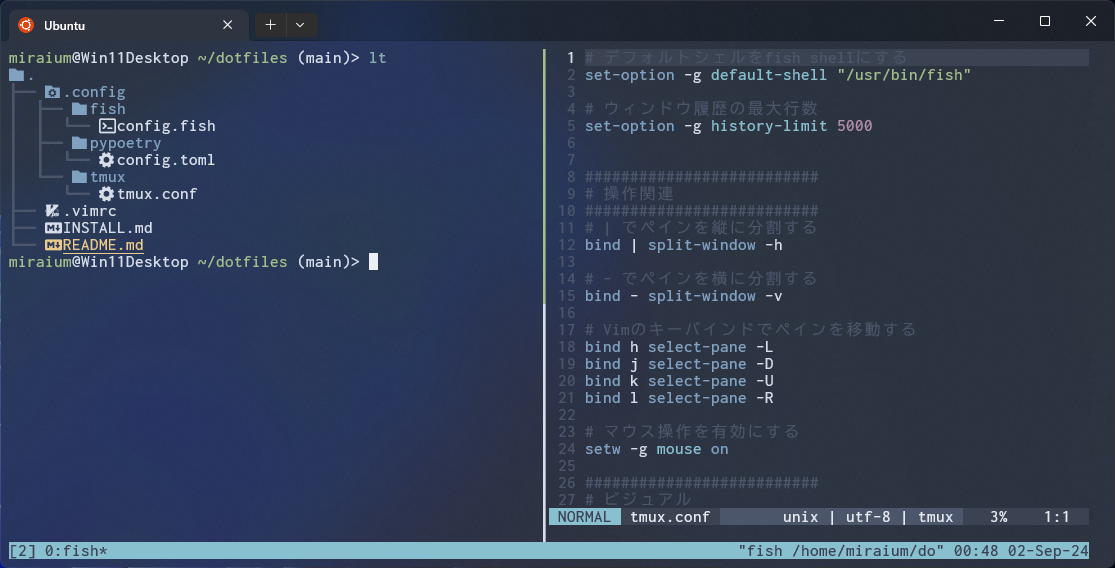 Ubuntu
miraium@Win11Desktop ~/dotfiles (main)> lt
.
.config
fish
config.fish
pypoetry
config.toml
tmux
tmux.conf
.vimrc
INSTALL.md
README.md
miraium@Win11Desktop ~/dotfiles (main)>
1 # デフォルトシェルをfish shellにする
2 set-option -g default-shell "/usr/bin/fish"
3
4 # ウィンドウ履歴の最大行数
5 set-option -g history-limit 5000
6
7
8 ##########################
9 # 操作関連
10 ##########################
11 # | でペインを縦に分割する
12 bind | split-window -h
13
14 # - でペインを横に分割する
15 bind - split-window -v
16
17 # Vimのキーバインドでペインを移動する
18 bind h select-pane -L
19 bind j select-pane -D
20 bind k select-pane -U
21 bind l select-pane -R
22
23 # マウス操作を有効にする
24 setw -g mouse on
25
26 ##########################
27 # ビジュアル
NORMAL tmux.conf unix | utf-8 | tmux 3% 1:1
[2] 0:fish* "fish /home/miraium/do" 00:48 02-Sep-24